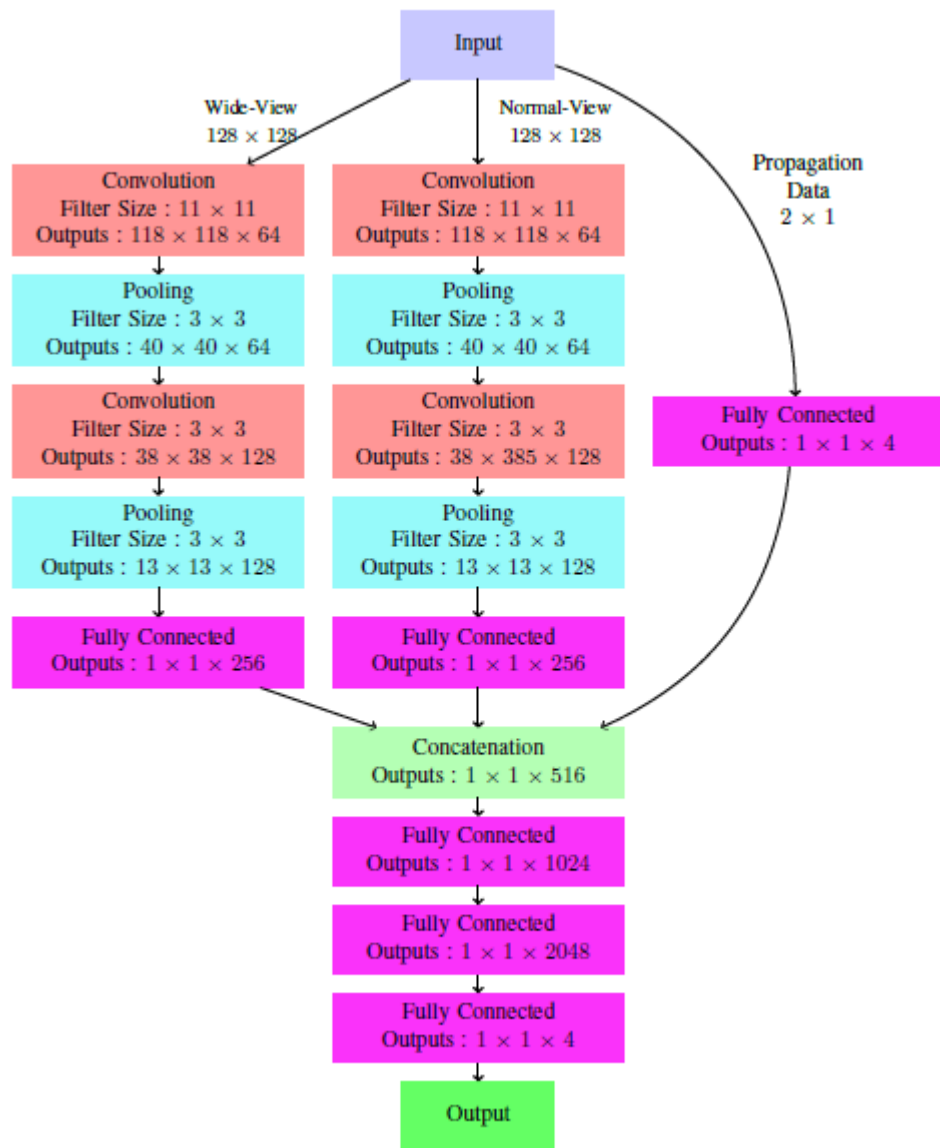 Input
Wide-View
128 × 128
Normal-View
128 × 128
Propagation
Data
2 × 1
Convolution
Filter Size : 11 × 11
Outputs : 118 × 118 × 64
Convolution
Filter Size : 11 × 11
Outputs : 118 × 118 × 64
Pooling
Filter Size : 3 × 3
Outputs : 40 × 40 × 64
Pooling
Filter Size : 3 × 3
Outputs : 40 × 40 × 64
Convolution
Filter Size : 3 × 3
Outputs : 38 × 38 × 128
Convolution
Filter Size : 3 × 3
Outputs : 38 × 385 × 128
Fully Connected
Outputs : 1 × 1 × 4
Pooling
Filter Size : 3 × 3
Outputs : 13 × 13 × 128
Pooling
Filter Size : 3 × 3
Outputs : 13 × 13 × 128
Fully Connected
Outputs : 1 × 1 × 256
Fully Connected
Outputs : 1 × 1 × 256
Concatenation
Outputs : 1 × 1 × 516
Fully Connected
Outputs : 1 × 1 × 1024
Fully Connected
Outputs : 1 × 1 × 2048
Fully Connected
Outputs : 1 × 1 × 4
Output